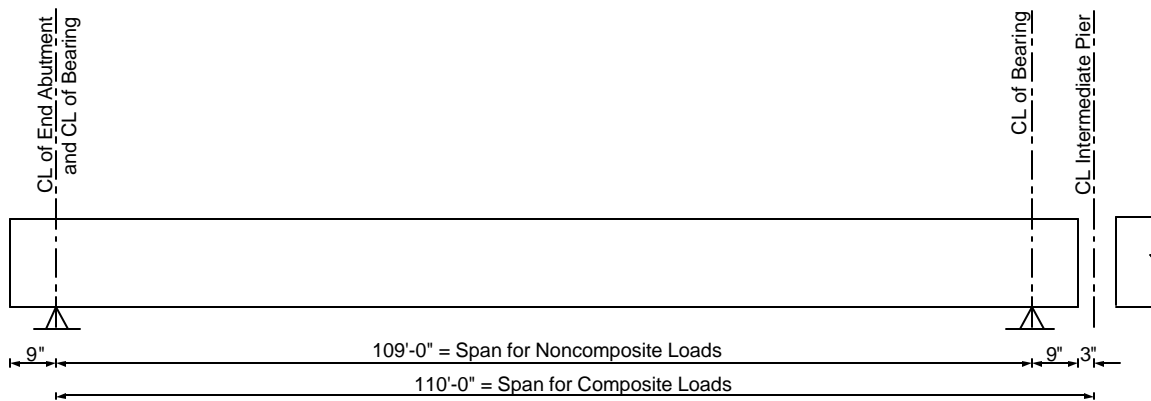 CL of End Abutment
and CL of Bearing
CL of Bearing
CL Intermediate Pier
9"
109'-0" = Span for Noncomposite Loads
9"
3"
110'-0" = Span for Composite Loads